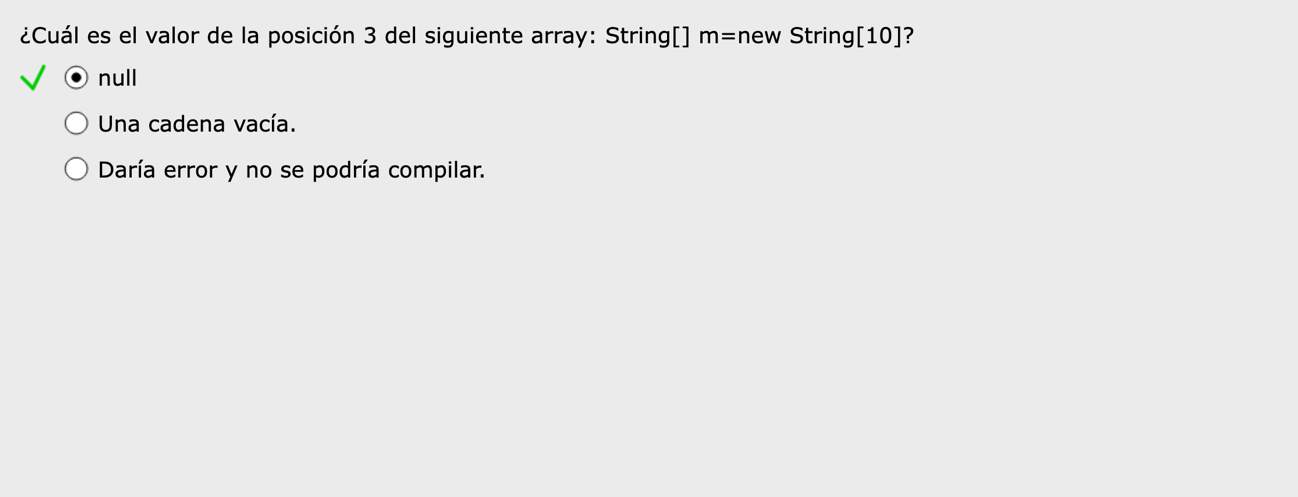 ¿Cuál es el valor de la posición 3 del siguiente array: String[] m=new String[10]?
null
Una cadena vacía.
Daría error y no se podría compilar.